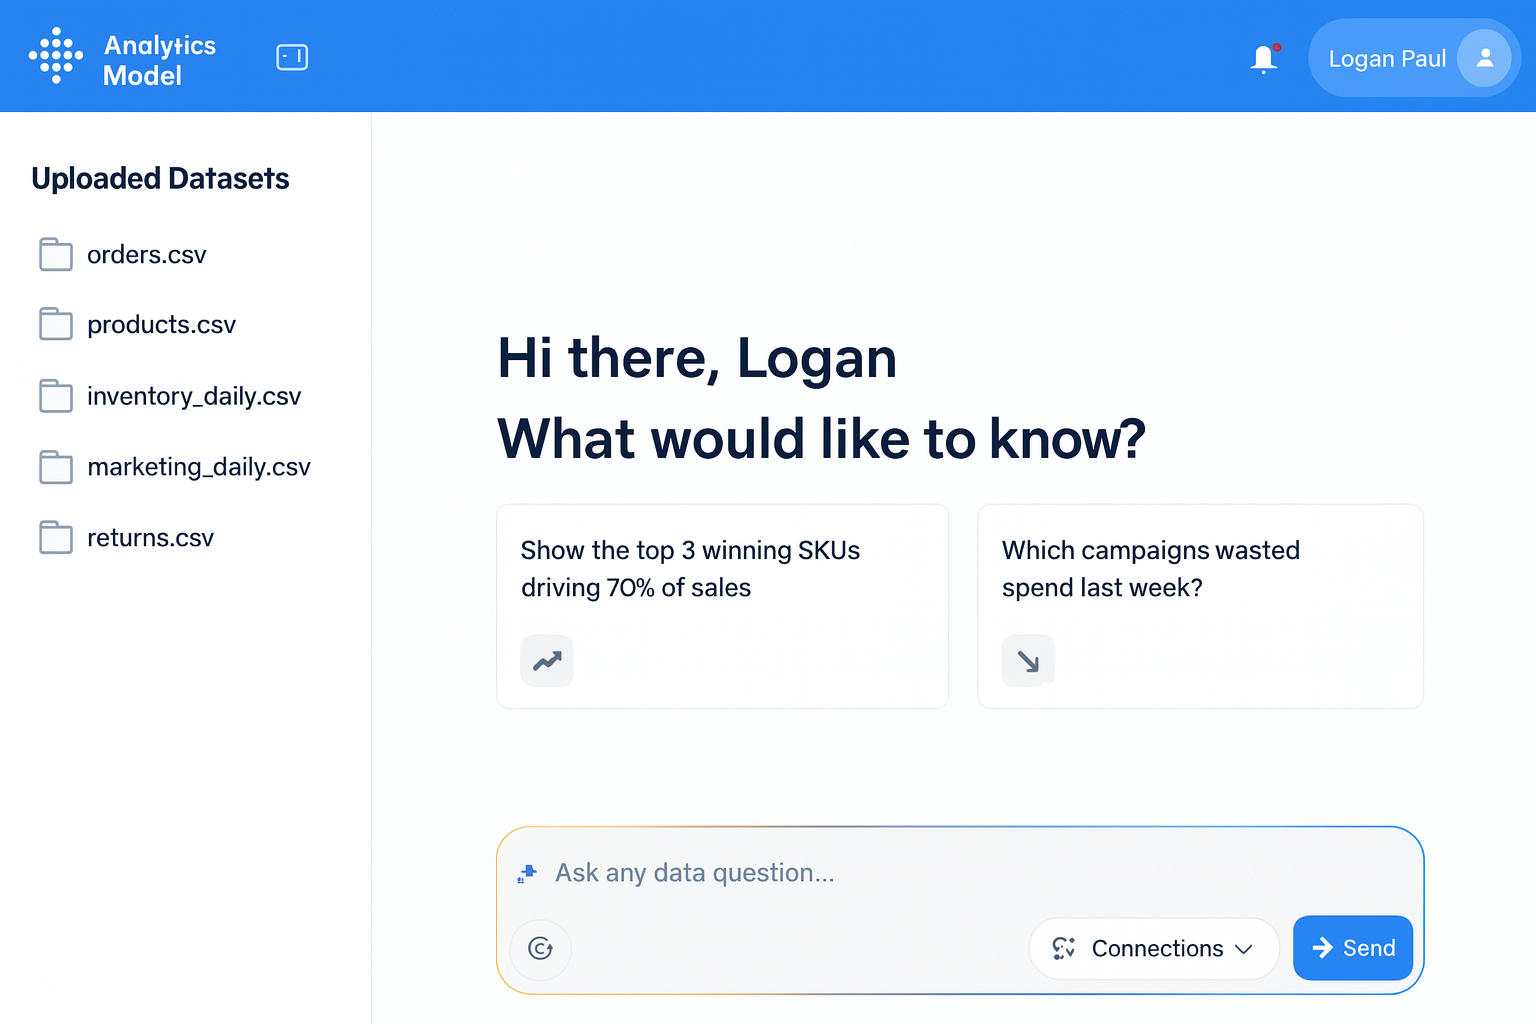 Analytics
Model
Logan Paul
Uploaded Datasets
orders.csv
products.csv
inventory_daily.csv
marketing_daily.csv
returns.csv
Hi there, Logan
What would like to know?
Show the top 3 winning SKUs
driving 70% of sales
Which campaigns wasted
spend last week?
Ask any data question...
Connections
Send